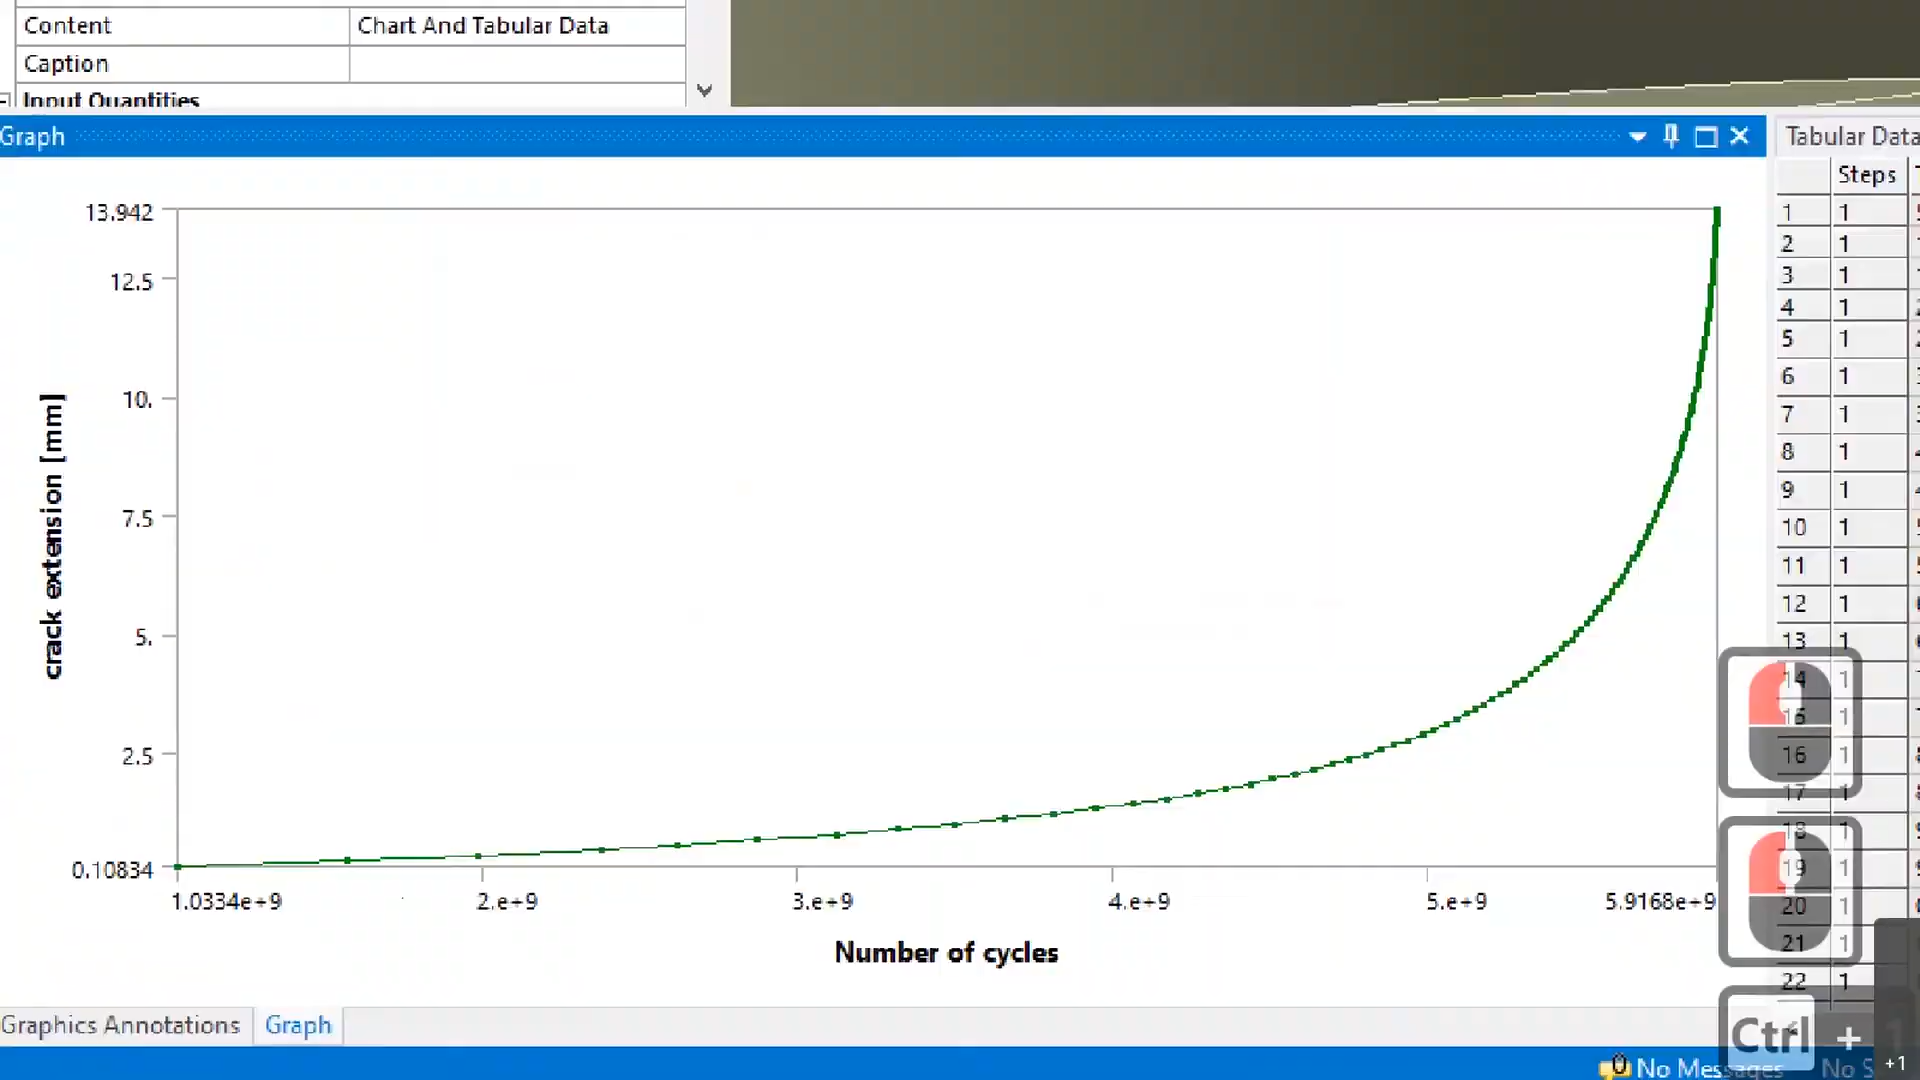 Content Chart And Tabular Data
Caption
Input Quantities
Graph
Tabular Data
Steps
13.942
12.5
10.
7.5
5.
2.5
0.10834
crack extension [mm]
1.0334e+9 2.e+9 3.e+9 4.e+9 5.e+9 5.9168e+9
Number of cycles
1 1
2 1
3 1
4 1
5 1
6 1
7 1
8 1
9 1
10 1
11 1
12 1
13 1
14 1
15 1
16 1
17 1
18 1
19 1
20 1
21 1
22 1
Graphics Annotations Graph
Ctrl +
No Messages No S
+1